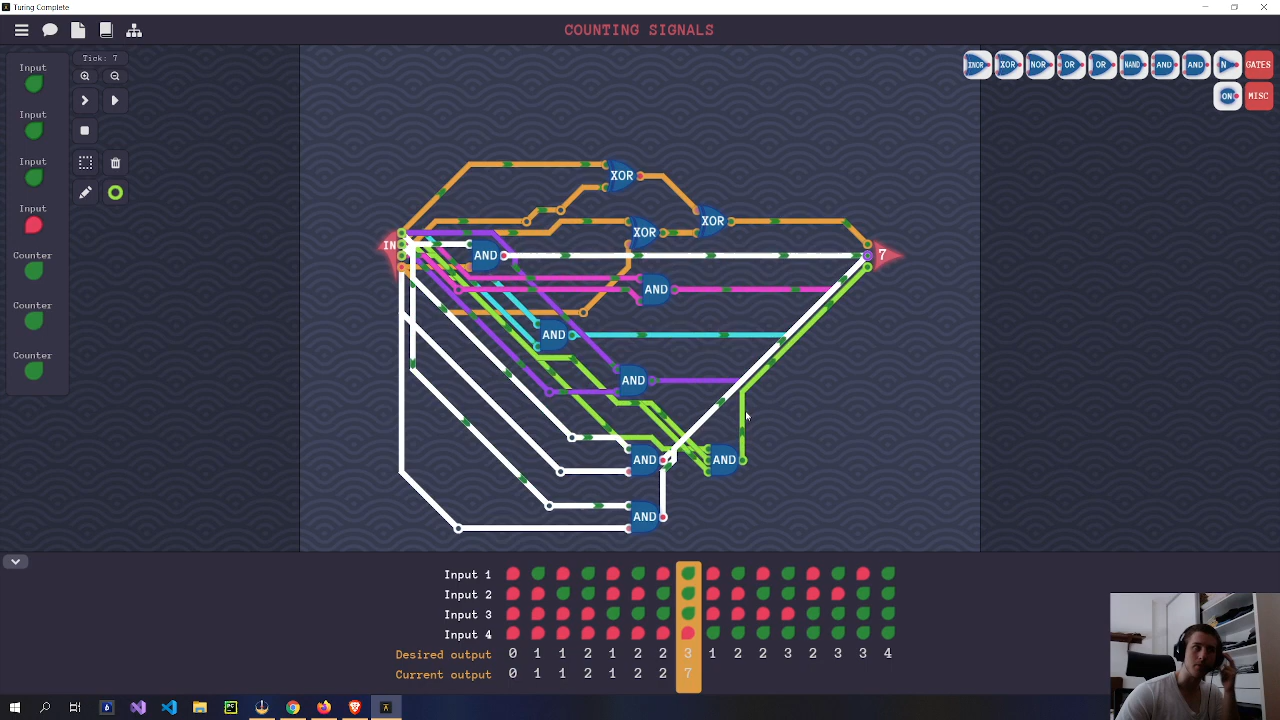 Turing Complete
COUNTING SIGNALS
Tick: 7
Input
Input
Input
Input
Counter
Counter
Counter
XNOR
XOR
NOR
OR
OR
NAND
AND
AND
N
GATES
ON
MISC
XOR
XOR
XOR
IN
AND
7
AND
AND
AND
AND
AND
AND
Input 1
Input 2
Input 3
Input 4
Desired output 0 1 1 2 1 2 2 3 1 2 2 3 2 3 3 4
Current output 0 1 1 2 1 2 2 7